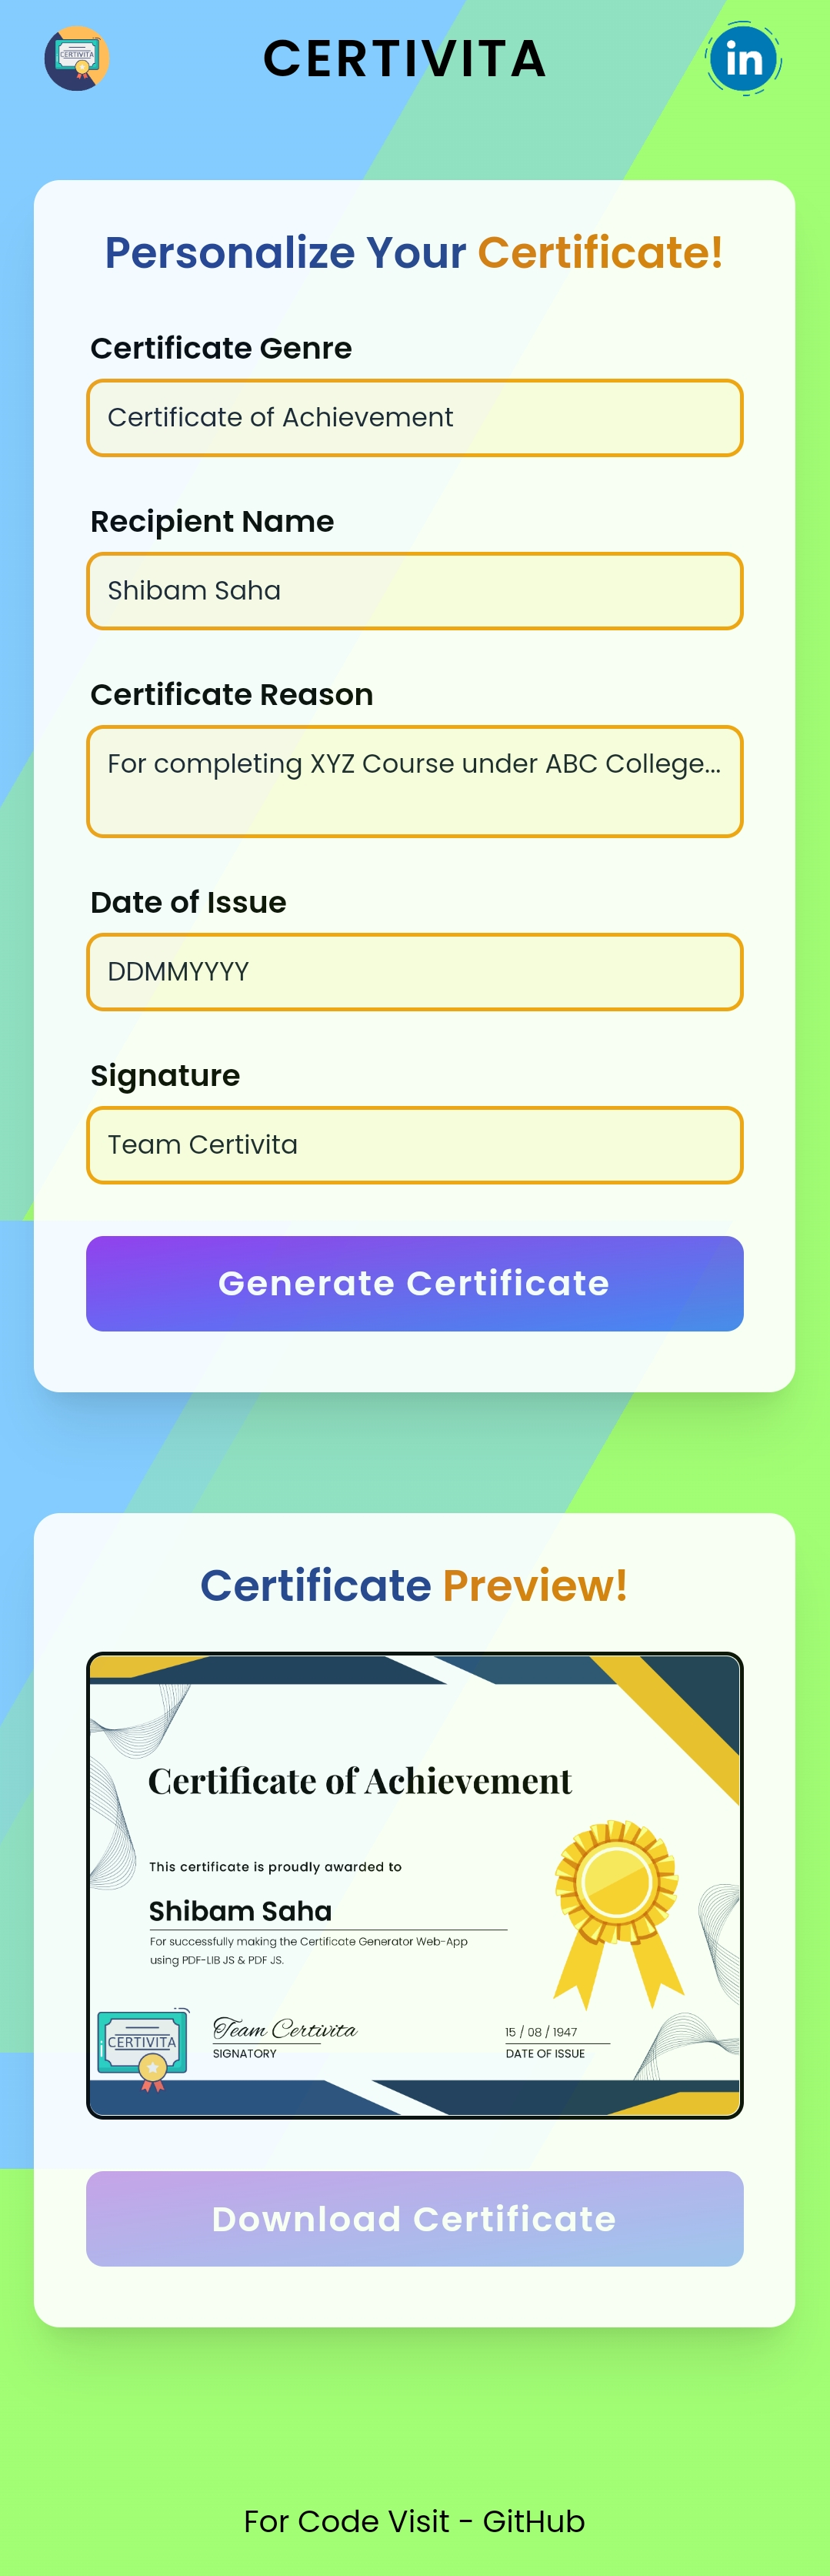 CERTIVITA
CERTIVITA
in
Personalize Your Certificate!
Certificate Genre
Certificate of Achievement
Recipient Name
Shibam Saha
Certificate Reason
For completing XYZ Course under ABC College...
Date of Issue
DDMMYYYY
Signature
Team Certivita
Generate Certificate
Certificate Preview!
Certificate of Achievement
This certificate is proudly awarded to
Shibam Saha
For successfully making the Certificate Generator Web-App
using PDF-LIB JS & PDF JS.
CERTIVITA
Team Certivita
SIGNATORY
15 / 08 / 1947
DATE OF ISSUE
Download Certificate
For Code Visit - GitHub